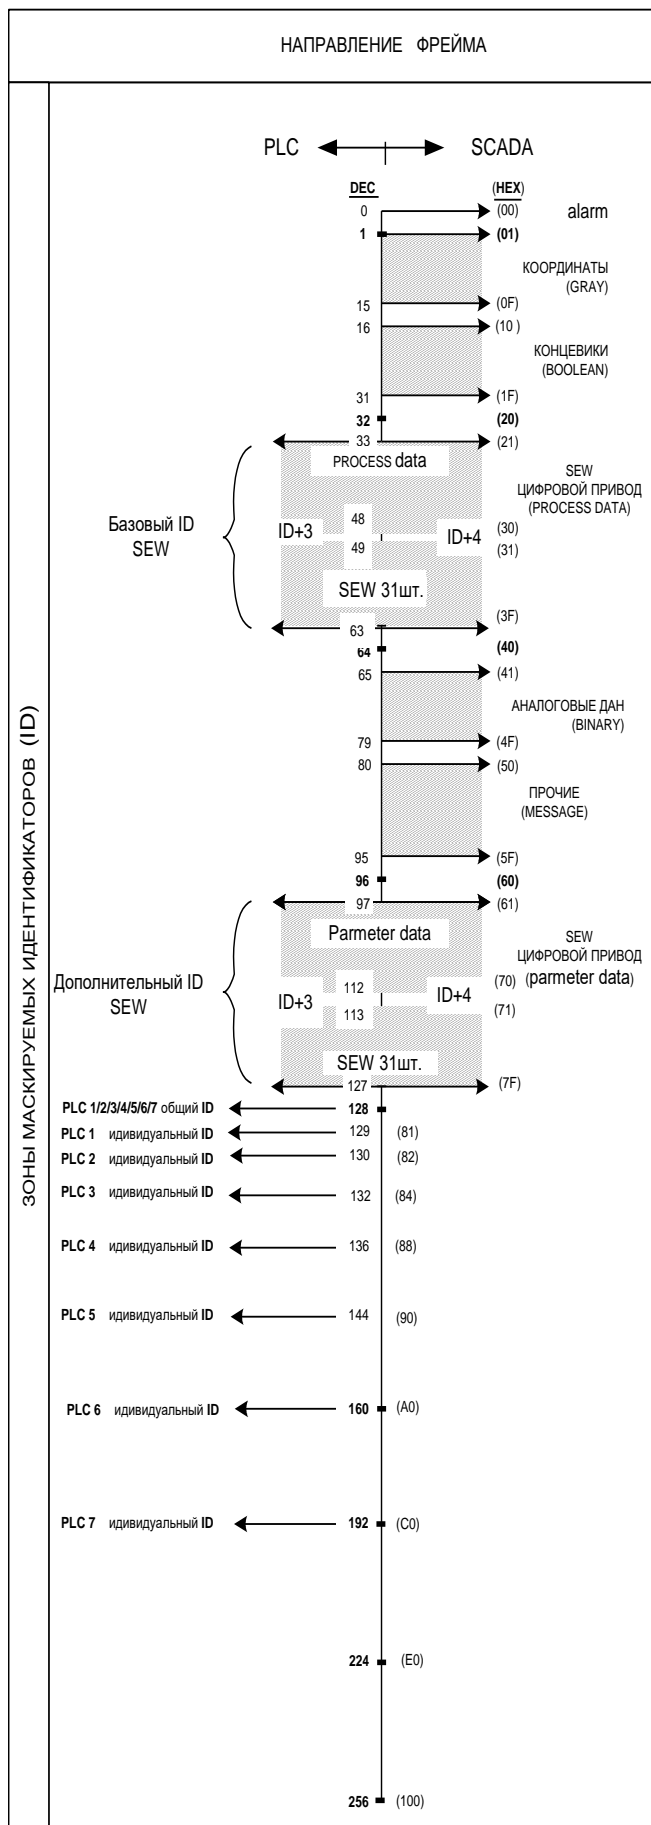 НАПРАВЛЕНИЕ ФРЕЙМА
ЗОНЫ МАСКИРУЕМЫХ ИДЕНТИФИКАТОРОВ (ID)
PLC SCADA
DEC (HEX)
0 (00) alarm
1 (01)
КООРДИНАТЫ
(GRAY)
15 (0F)
16 (10 )
КОНЦЕВИКИ
(BOOLEAN)
31 (1F)
32 (20)
33 (21)
PROCESS data
SEW
ЦИФРОВОЙ ПРИВОД
(PROCESS DATA)
Базовый ID
SEW
ID+3 48 ID+4 (30)
49 (31)
SEW 31шт.
(3F)
63
64 (40)
65 (41)
АНАЛОГОВЫЕ ДАН
(BINARY)
79 (4F)
80 (50)
ПРОЧИЕ
(MESSAGE)
95 (5F)
96 (60)
97 (61)
Parmeter data
SEW
ЦИФРОВОЙ ПРИВОД
(parmeter data)
Дополнительный ID
SEW
ID+3 112 ID+4 (70)
113 (71)
SEW 31шт.
127 (7F)
PLC 1/2/3/4/5/6/7 общий ID 128
PLC 1 идивидуальный ID 129 (81)
PLC 2 идивидуальный ID 130 (82)
PLC 3 идивидуальный ID 132 (84)
PLC 4 идивидуальный ID 136 (88)
PLC 5 идивидуальный ID 144 (90)
PLC 6 идивидуальный ID 160 (A0)
PLC 7 идивидуальный ID 192 (C0)
224 (E0)
256 (100)